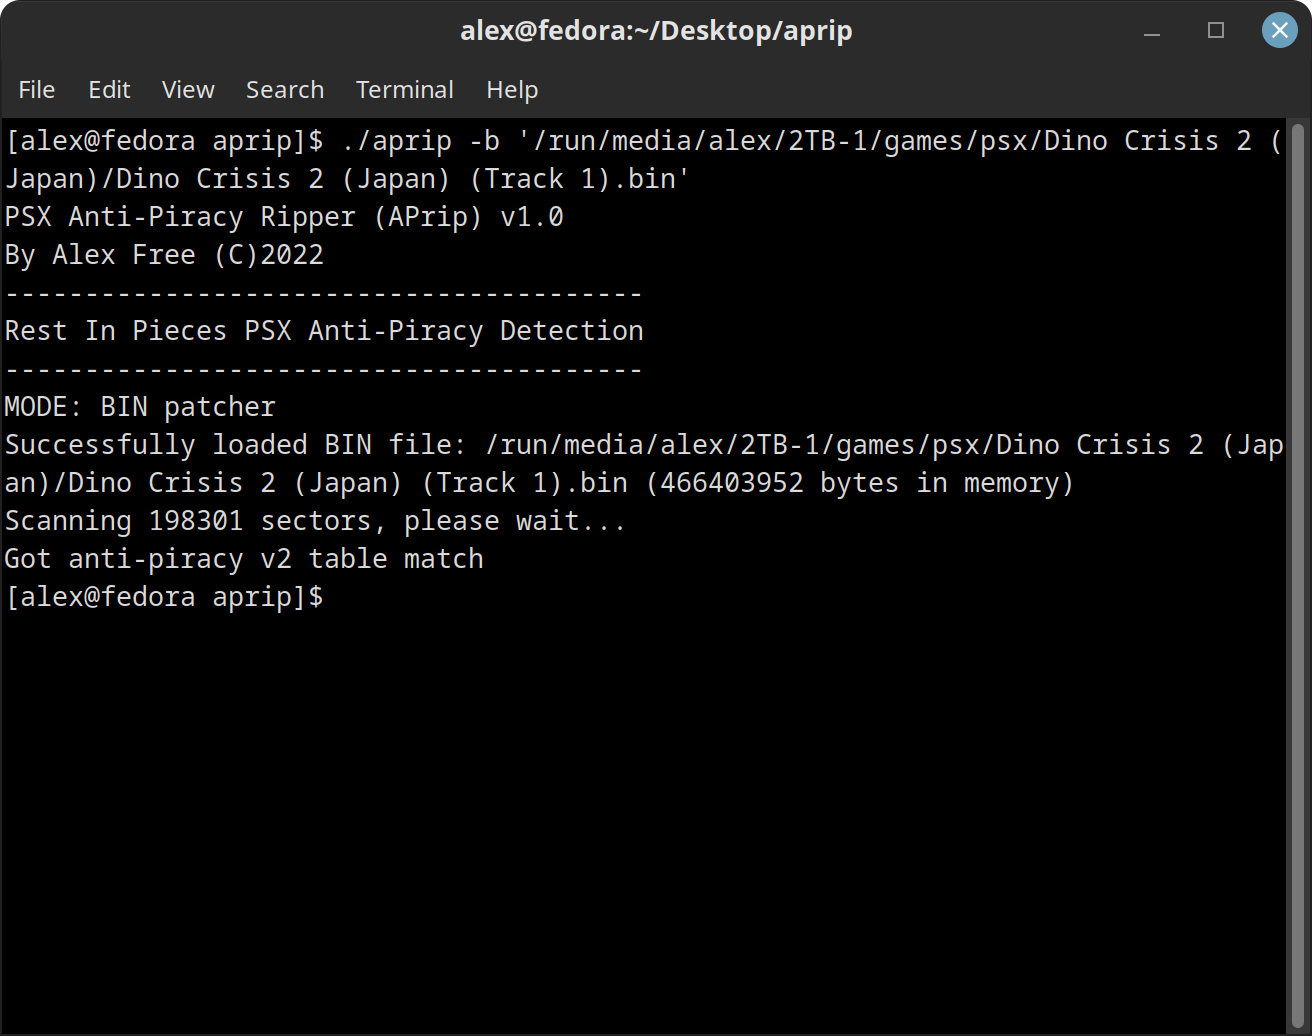 alex@fedora:~/Desktop/aprip
File Edit View Search Terminal Help
[alex@fedora aprip]$ ./aprip -b '/run/media/alex/2TB-1/games/psx/Dino Crisis 2 (
Japan)/Dino Crisis 2 (Japan) (Track 1).bin'
PSX Anti-Piracy Ripper (APrip) v1.0
By Alex Free (C)2022
----------------------------------------
Rest In Pieces PSX Anti-Piracy Detection
----------------------------------------
MODE: BIN patcher
Successfully loaded BIN file: /run/media/alex/2TB-1/games/psx/Dino Crisis 2 (Jap
an)/Dino Crisis 2 (Japan) (Track 1).bin (466403952 bytes in memory)
Scanning 198301 sectors, please wait...
Got anti-piracy v2 table match
[alex@fedora aprip]$